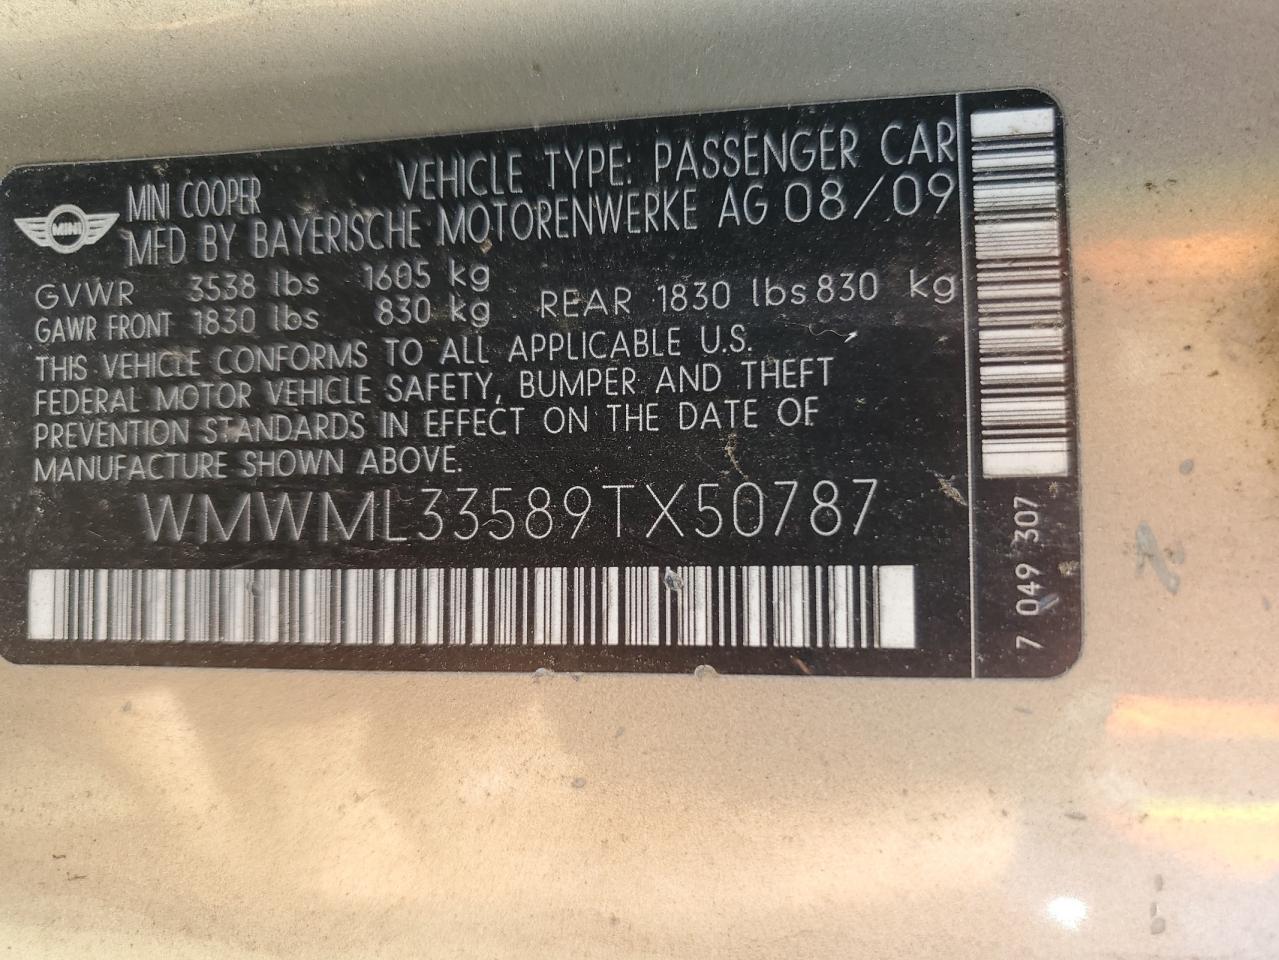 VEHICLE TYPE: PASSENGER CAR
MINI COOPER
MINI
MFD BY BAYERISCHE MOTORENWERKE AG 08/09
GVWR 3538 lbs 1605 kg
GAWR FRONT 1830 lbs 830 kg REAR 1830 lbs 830 kg
THIS VEHICLE CONFORMS TO ALL APPLICABLE U.S.
FEDERAL MOTOR VEHICLE SAFETY, BUMPER AND THEFT
PREVENTION STANDARDS IN EFFECT ON THE DATE OF
MANUFACTURE SHOWN ABOVE.
WMWML33589TX50787
7 049 307